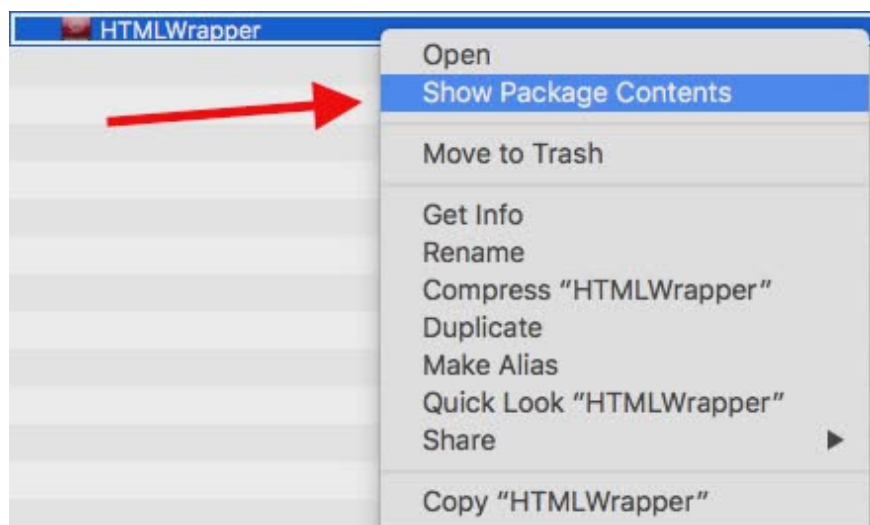 HTMLWrapper
Open
Show Package Contents
Move to Trash
Get Info
Rename
Compress “HTMLWrapper”
Duplicate
Make Alias
Quick Look “HTMLWrapper”
Share
Copy “HTMLWrapper”